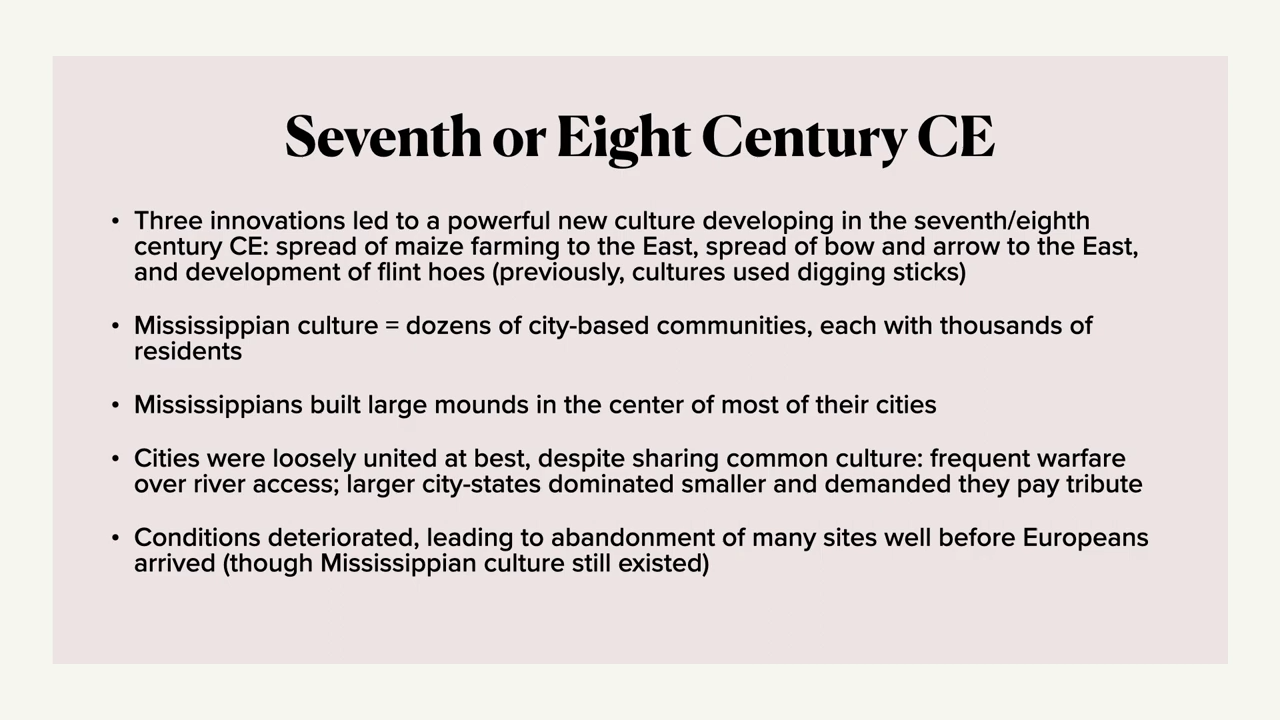 Seventh or Eight Century CE
• Three innovations led to a powerful new culture developing in the seventh/eighth
century CE: spread of maize farming to the East, spread of bow and arrow to the East,
and development of flint hoes (previously, cultures used digging sticks)
• Mississippian culture = dozens of city-based communities, each with thousands of
residents
• Mississippians built large mounds in the center of most of their cities
• Cities were loosely united at best, despite sharing common culture: frequent warfare
over river access; larger city-states dominated smaller and demanded they pay tribute
• Conditions deteriorated, leading to abandonment of many sites well before Europeans
arrived (though Mississippian culture still existed)